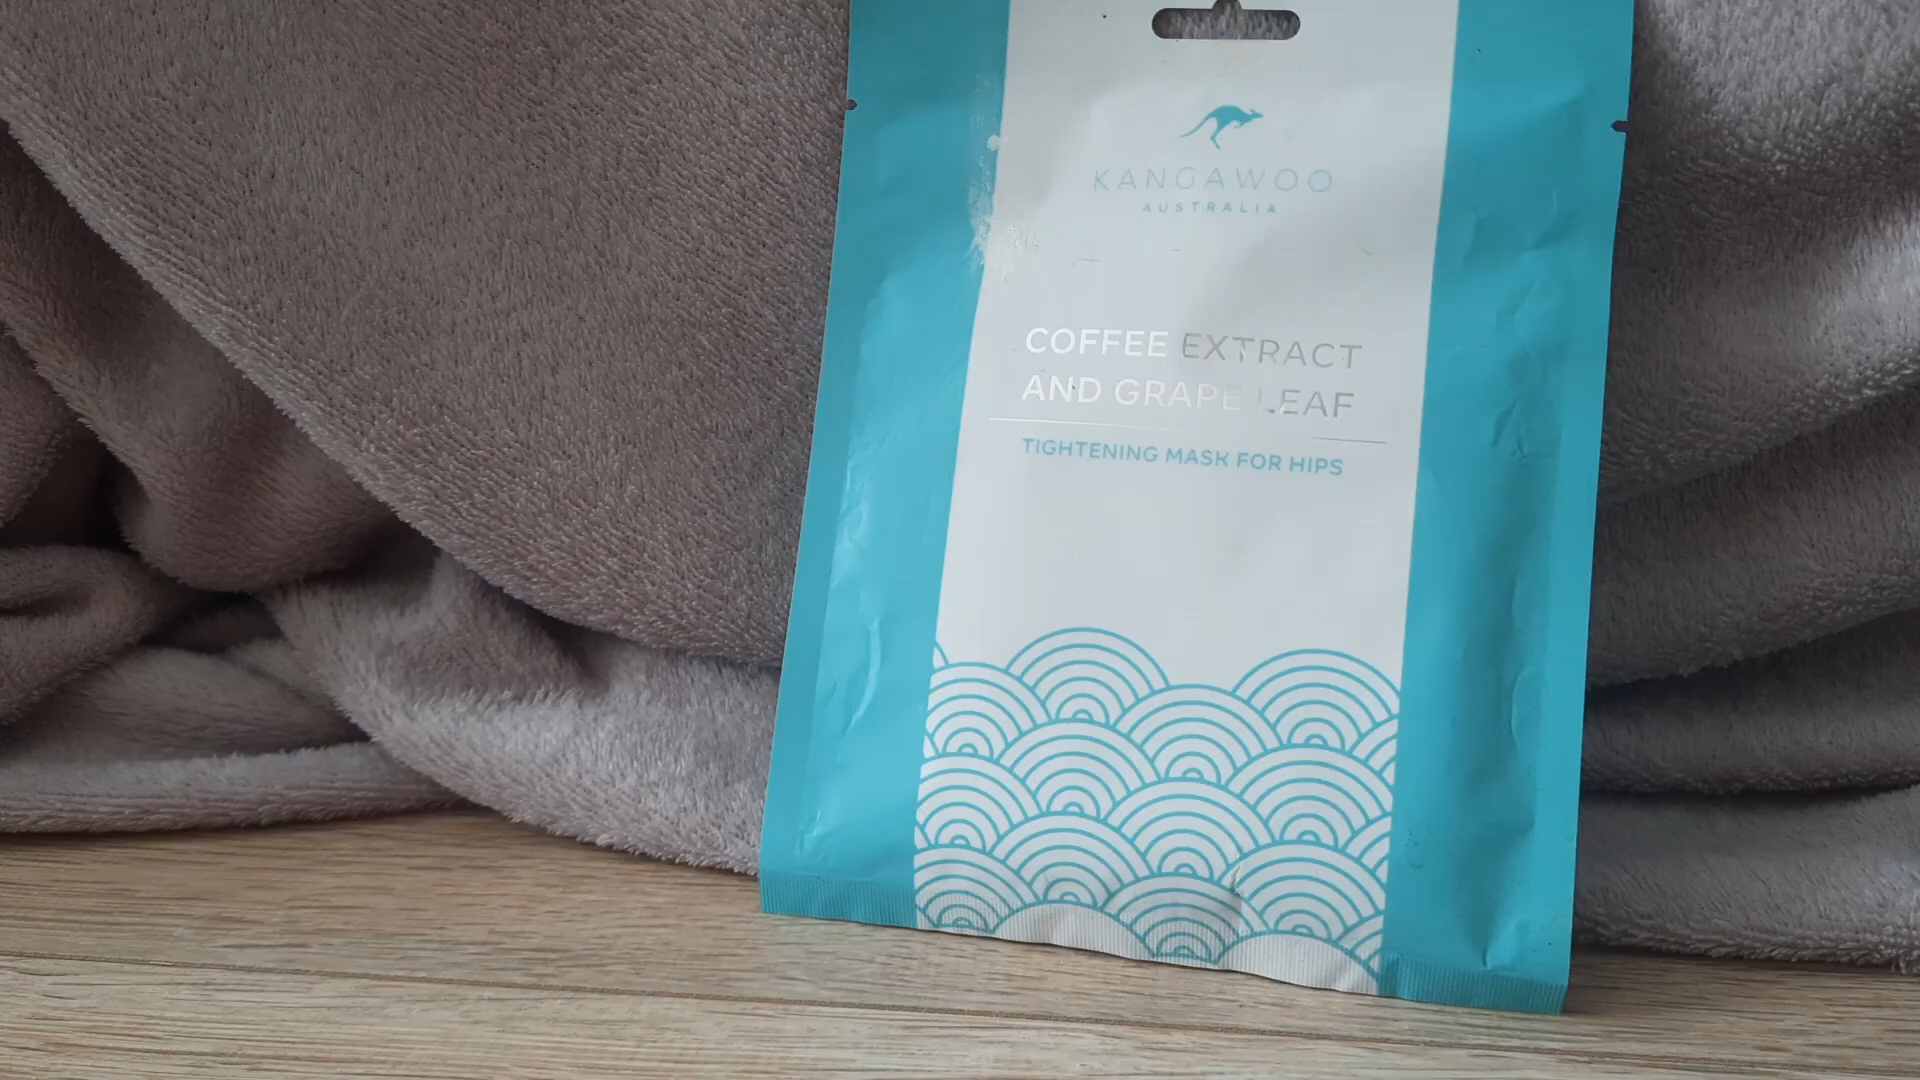 KANGAWOO
AUSTRALIA
COFFEE EXTRACT
AND GRAPE LEAF
TIGHTENING MASK FOR HIPS